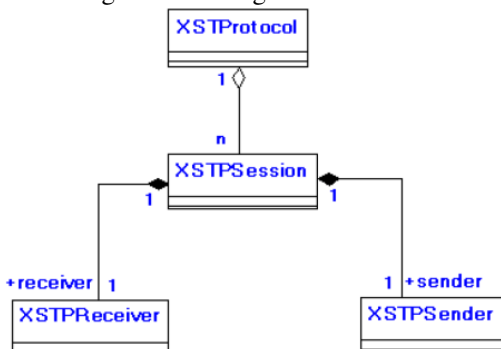 XSTProtocol
1
n
XSTPSession
1 1
+receiver 1
1 +sender
XSTPReceiver
XSTPSender